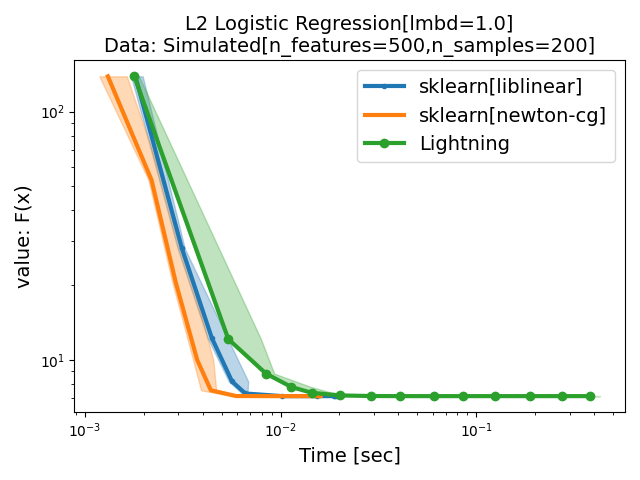 L2 Logistic Regression[lmbd=1.0]
Data: Simulated[n_features=500,n_samples=200]
sklearn[liblinear]
sklearn[newton-cg]
Lightning
value: F(x)
10²
10¹
10⁻³
10⁻²
10⁻¹
Time [sec]